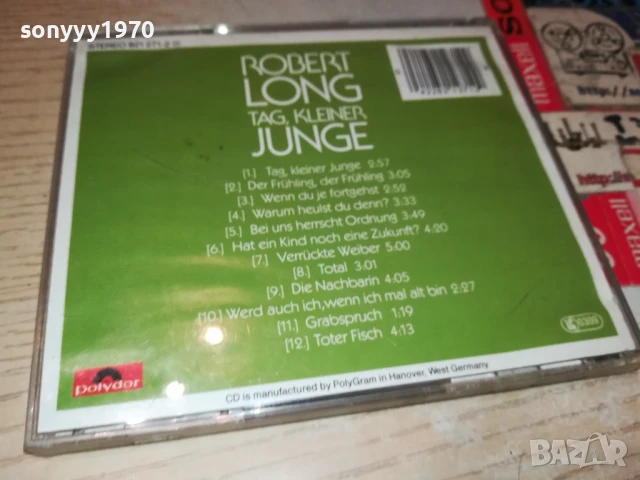 sonyyy1970
STEREO 821 271-2
ROBERT
LONG
TAG, KLEINER
JUNGE
[1.] Tag, kleiner Junge 2:57
[2.] Der Frühling, der Frühling 3:05
[3.] Wenn du je fortgehst 2:52
[4.] Warum heulst du denn? 3:33
[5.] Bei uns herrscht Ordnung 3:49
[6.] Hat ein Kind noch eine Zukunft? 4:20
[7.] Verrückte Weiber 5:00
[8.] Total 3:01
[9.] Die Nachbarin 4:05
[10.] Werd auch ich, wenn ich mal alt bin 2:27
[11.] Grabspruch 1:19
[12.] Toter Fisch 4:13
polydor
CD is manufactured by PolyGram in Hanover, West Germany
maxell
http://
maxell
BAZAR